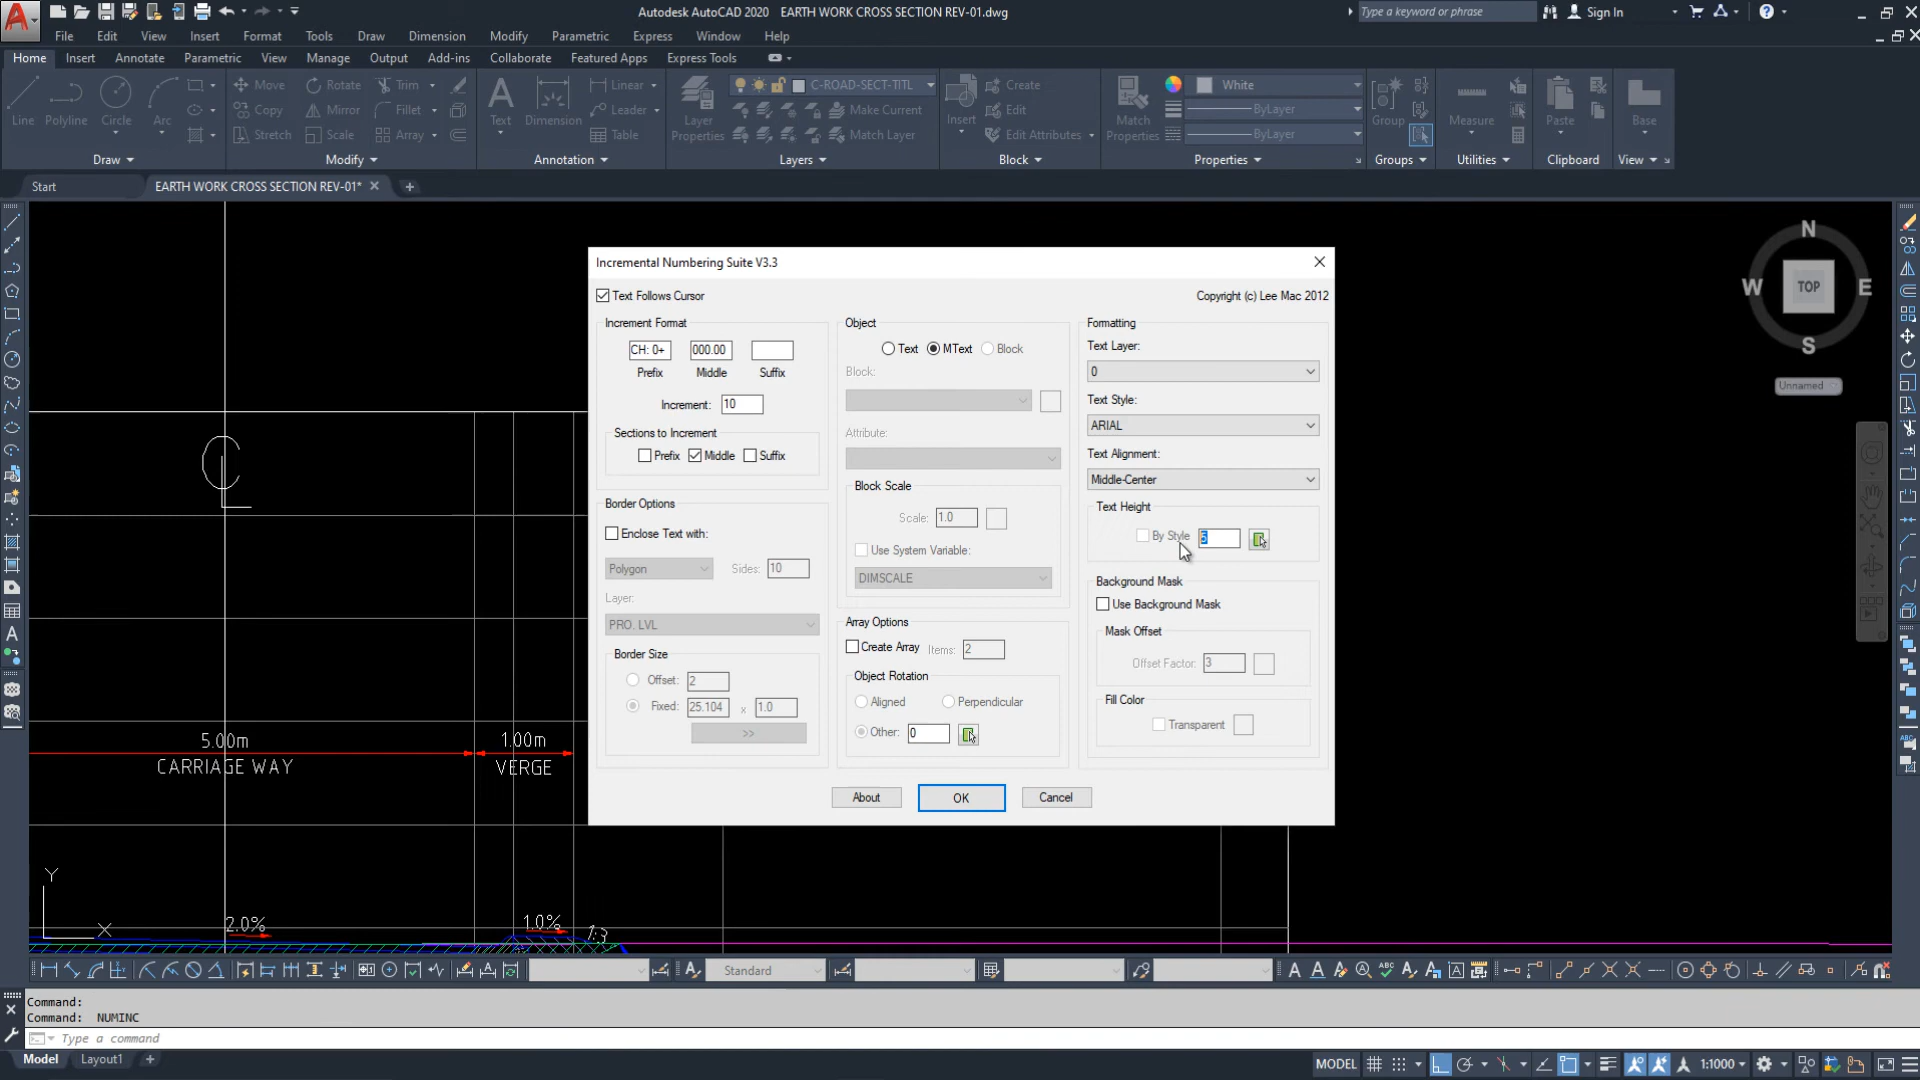 Autodesk AutoCAD 2020 EARTH WORK CROSS SECTION REV-01.dwg
Type a keyword or phrase
Sign In
File Edit View Insert Format Tools Draw Dimension Modify Parametric Express Window Help
Home Insert Annotate Parametric View Manage Output Add-ins Collaborate Featured Apps Express Tools
Line Polyline Circle Arc
Move Rotate Trim
Copy Mirror Fillet
Stretch Scale Array
Text Dimension
Linear
Leader
Table
Layer Properties
C-ROAD-SECT-TITL
Make Current
Match Layer
Insert
Create
Edit
Edit Attributes
Match Properties
White
ByLayer
ByLayer
Group
Measure
Paste
Base
Draw Modify Annotation Layers Block Properties Groups Utilities Clipboard View
Start
EARTH WORK CROSS SECTION REV-01*
N
W TOP E
S
Unnamed
Incremental Numbering Suite V3.3
Text Follows Cursor
Copyright (c) Lee Mac 2012
Increment Format
CH: 0+ 000.00
Prefix Middle Suffix
Increment: 10
Sections to Increment
Prefix Middle Suffix
Border Options
Enclose Text with:
Polygon Sides: 10
Layer:
PRO. LVL
Border Size
Offset: 2
Fixed: 25.104 x 1.0
>>
Object
Text MText Block
Block:
Attribute:
Block Scale
Scale: 1.0
Use System Variable:
DIMSCALE
Array Options
Create Array Items: 2
Object Rotation
Aligned Perpendicular
Other: 0
Formatting
Text Layer:
0
Text Style:
ARIAL
Text Alignment:
Middle-Center
Text Height
By Style 5
Background Mask
Use Background Mask
Mask Offset
Offset Factor: 3
Fill Color
Transparent
About OK Cancel
5.00m
CARRIAGE WAY
1.00m
VERGE
Y
X
2.0%
1.0%
1:3
Standard
Command:
Command: NUMINC
Type a command
Model Layout1
MODEL
1:1000